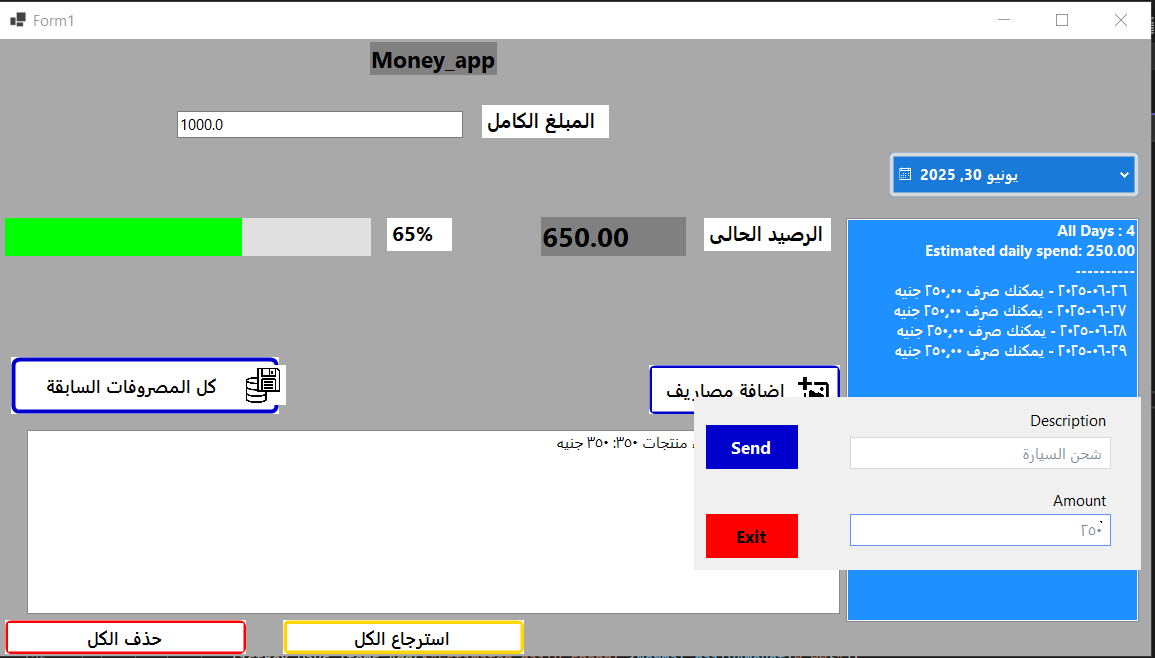 Form1
Money_app
1000.0
المبلغ الكامل
يونيو 30, 2025
65%
650.00
الرصيد الحالى
All Days : 4
Estimated daily spend: 250.00
----------
٢٦-٠٦-٢٠٢٥ - يمكنك صرف ٢٥٠,٠٠ جنيه
٢٧-٠٦-٢٠٢٥ - يمكنك صرف ٢٥٠,٠٠ جنيه
٢٨-٠٦-٢٠٢٥ - يمكنك صرف ٢٥٠,٠٠ جنيه
٢٩-٠٦-٢٠٢٥ - يمكنك صرف ٢٥٠,٠٠ جنيه
كل المصروفات السابقة
اضافة مصاريف
منتجات ٣٥٠: ٣٥٠ جنيه
Description
Send
شحن السيارة
Amount
Exit
٢٥٠
حذف الكل
استرجاع الكل